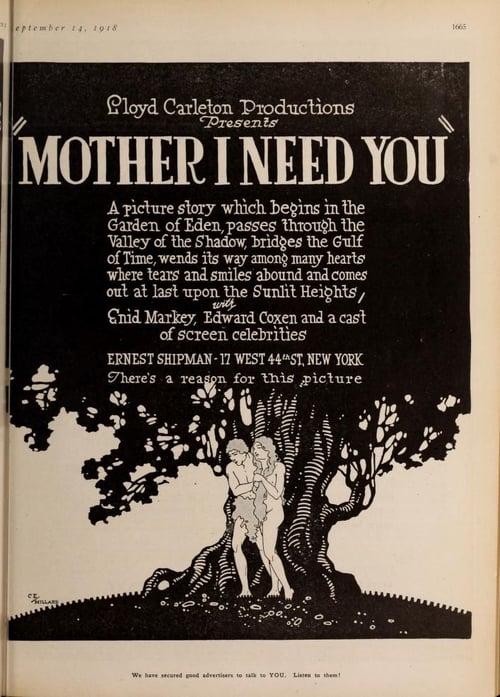 eptember 14, 1918
1665
Lloyd Carleton Productions
Presents
"MOTHER I NEED YOU"
A picture story which begins in the
Garden of Eden, passes through the
Valley of the Shadow, bridges the Gulf
of Time, wends its way among many hearts
where tears and smiles abound and comes
out at last upon the Sunlit Heights,
with
Enid Markey, Edward Coxen and a cast
of screen celebrities
ERNEST SHIPMAN - 17 WEST 44th ST, NEW YORK
There's a reason for this picture
C.E. MILLARD
We have secured good advertisers to talk to YOU. Listen to them!